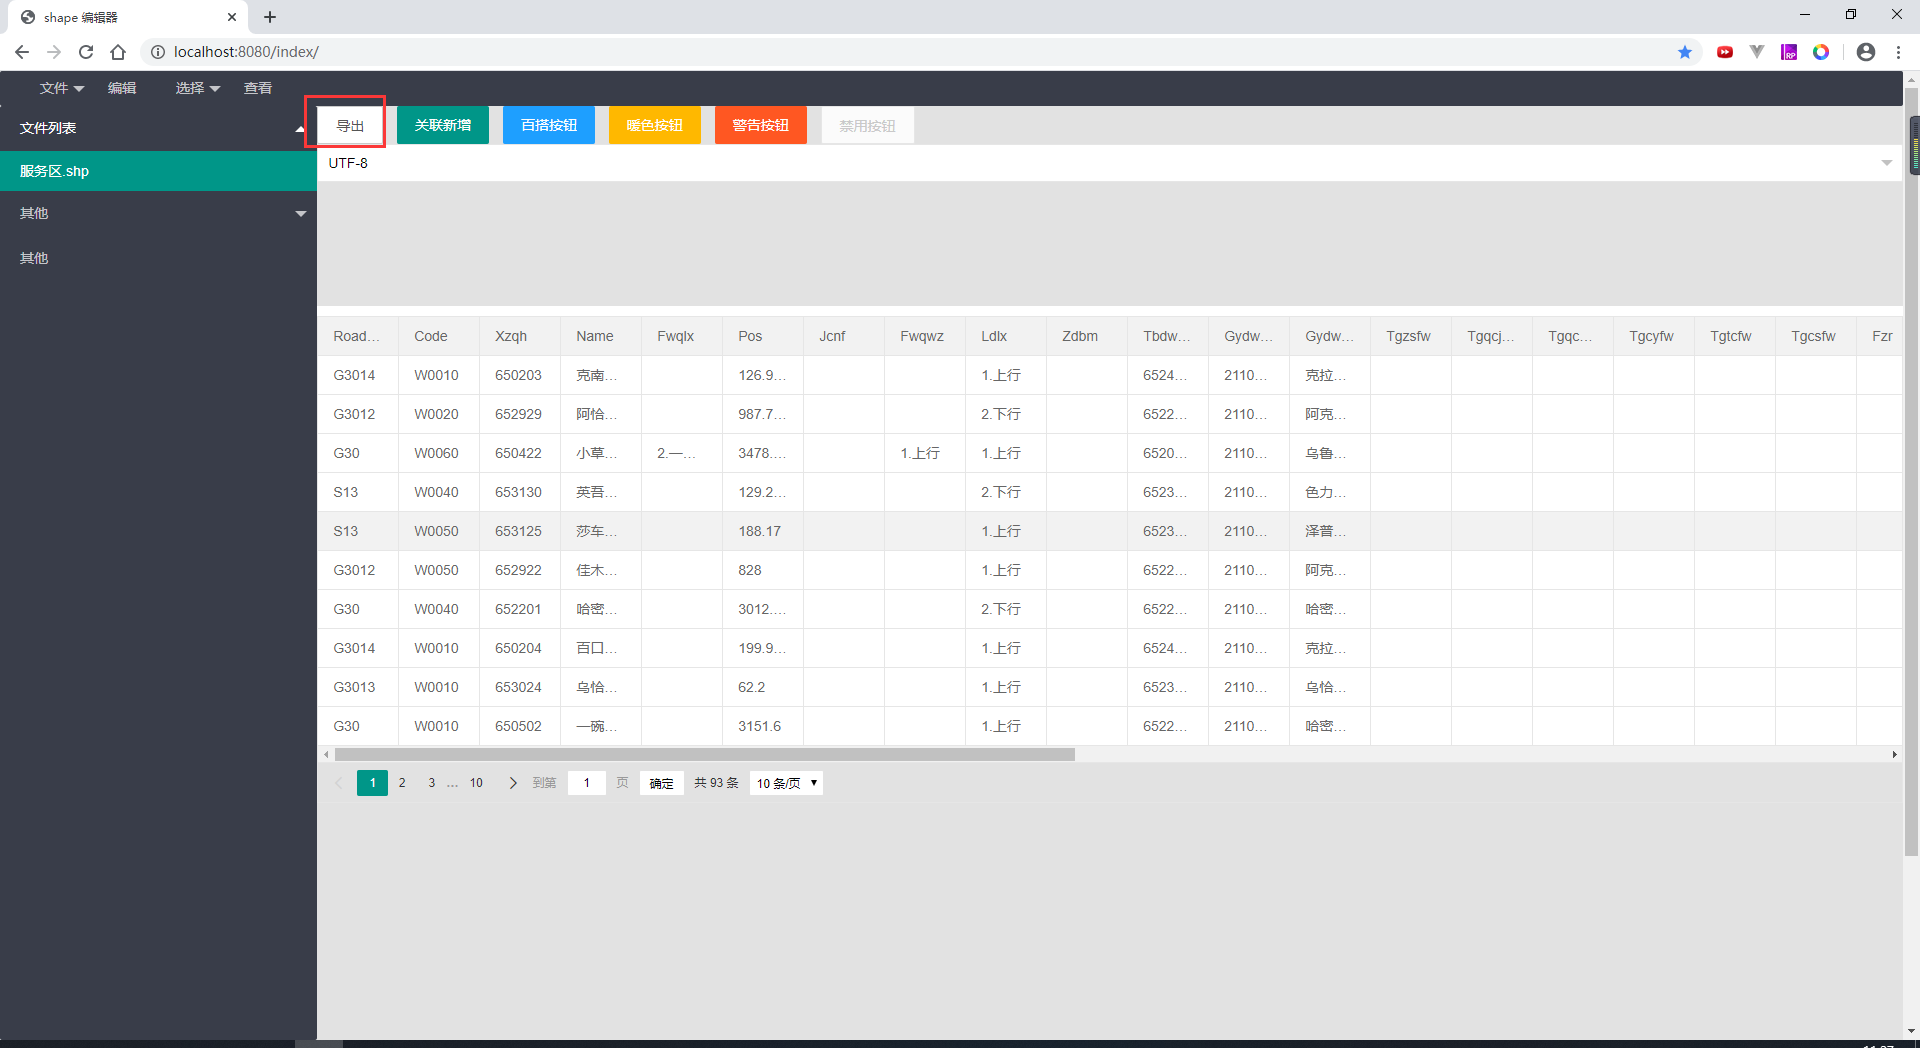 shape 编辑器
localhost:8080/index/
RP
文件 编辑 选择 查看
文件列表
服务区.shp
其他
其他
导出 关联新增 百搭按钮 暖色按钮 警告按钮 禁用按钮
UTF-8
Road... Code Xzqh Name Fwqlx Pos Jcnf Fwqwz Ldlx Zdbm Tbdw... Gydw... Gydw... Tgzsfw Tgqcj... Tgqc... Tgcyfw Tgtcfw Tgcsfw Fzr
G3014 W0010 650203 克南... 126.9... 1.上行 6524... 2110... 克拉...
G3012 W0020 652929 阿恰... 987.7... 2.下行 6522... 2110... 阿克...
G30 W0060 650422 小草... 2.一... 3478.... 1.上行 1.上行 6520... 2110... 乌鲁...
S13 W0040 653130 英吾... 129.2... 2.下行 6523... 2110... 色力...
S13 W0050 653125 莎车... 188.17 1.上行 6523... 2110... 泽普...
G3012 W0050 652922 佳木... 828 1.上行 6522... 2110... 阿克...
G30 W0040 652201 哈密... 3012.... 2.下行 6522... 2110... 哈密...
G3014 W0010 650204 百口... 199.9... 1.上行 6524... 2110... 克拉...
G3013 W0010 653024 乌恰... 62.2 1.上行 6523... 2110... 乌恰...
G30 W0010 650502 一碗... 3151.6 1.上行 6522... 2110... 哈密...
1 2 3 ... 10 到第 1 页 确定 共 93 条 10 条/页